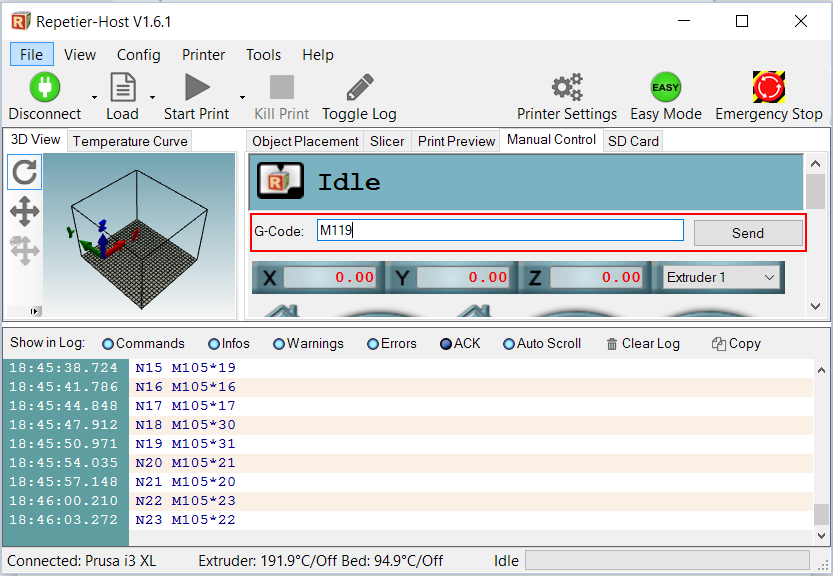 Repetier-Host V1.6.1
File View Config Printer Tools Help
Disconnect Load Start Print Kill Print Toggle Log Printer Settings EASY Easy Mode Emergency Stop
3D View Temperature Curve Object Placement Slicer Print Preview Manual Control SD Card
R Idle
G-Code: M119 Send
X 0.00 Y 0.00 Z 0.00 Extruder 1
Show in Log: Commands Infos Warnings Errors ACK Auto Scroll Clear Log Copy
18:45:38.724 N15 M105*19
18:45:41.786 N16 M105*16
18:45:44.848 N17 M105*17
18:45:47.912 N18 M105*30
18:45:50.971 N19 M105*31
18:45:54.035 N20 M105*21
18:45:57.148 N21 M105*20
18:46:00.210 N22 M105*23
18:46:03.272 N23 M105*22
Connected: Prusa i3 XL Extruder: 191.9°C/Off Bed: 94.9°C/Off Idle